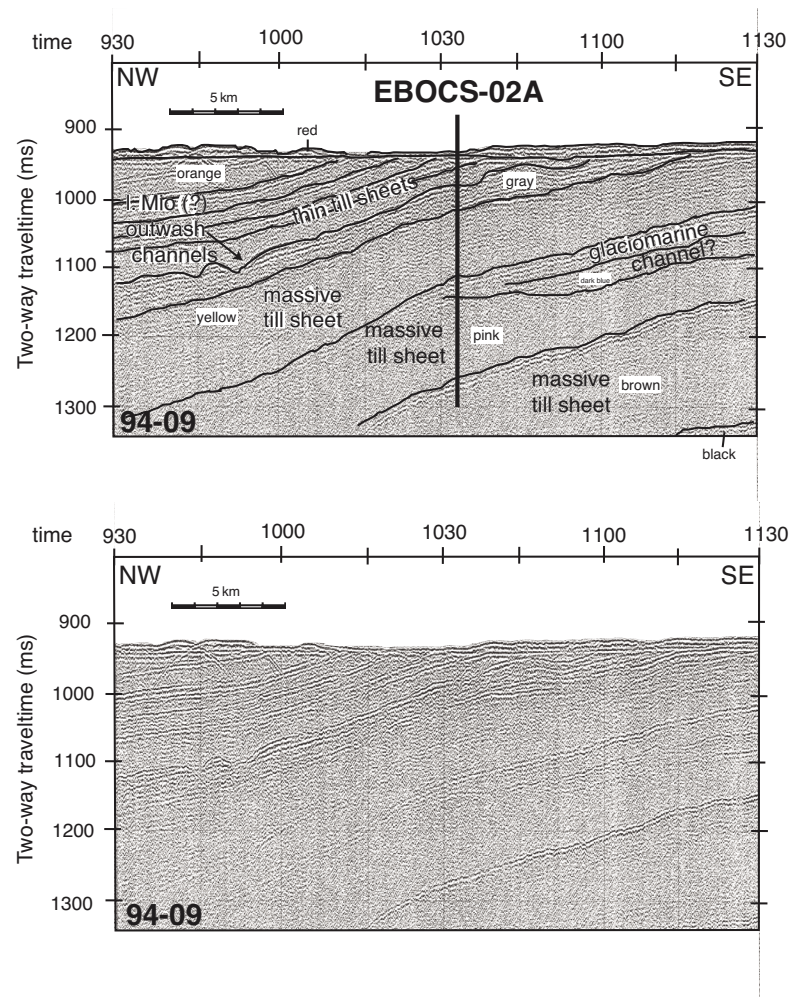 time 930 1000 1030 1100 1130
NW SE
5 km
EBOCS-02A
Two-way traveltime (ms)
900
1000
1100
1200
1300
red
orange
gray
l-Mio (?)
outwash
channels
thin till sheets
glaciomarine
channel?
dark blue
yellow
massive
till sheet
massive
till sheet
pink
massive
till sheet
brown
94-09
black
time 930 1000 1030 1100 1130
NW SE
5 km
Two-way traveltime (ms)
900
1000
1100
1200
1300
94-09